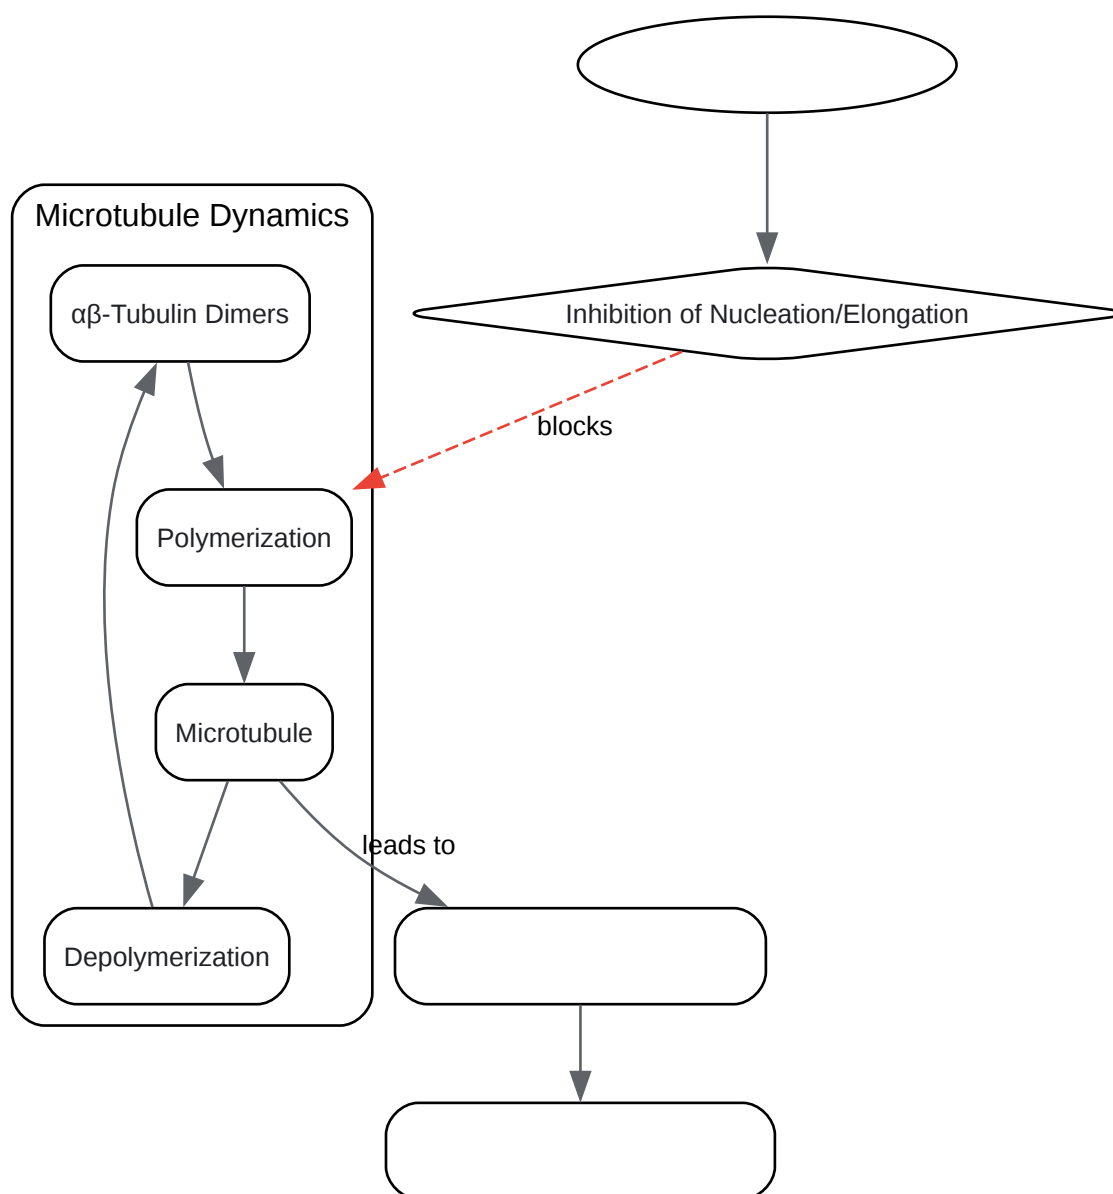 Microtubule Dynamics
αβ-Tubulin Dimers
Inhibition of Nucleation/Elongation
blocks
Polymerization
Microtubule
leads to
Depolymerization